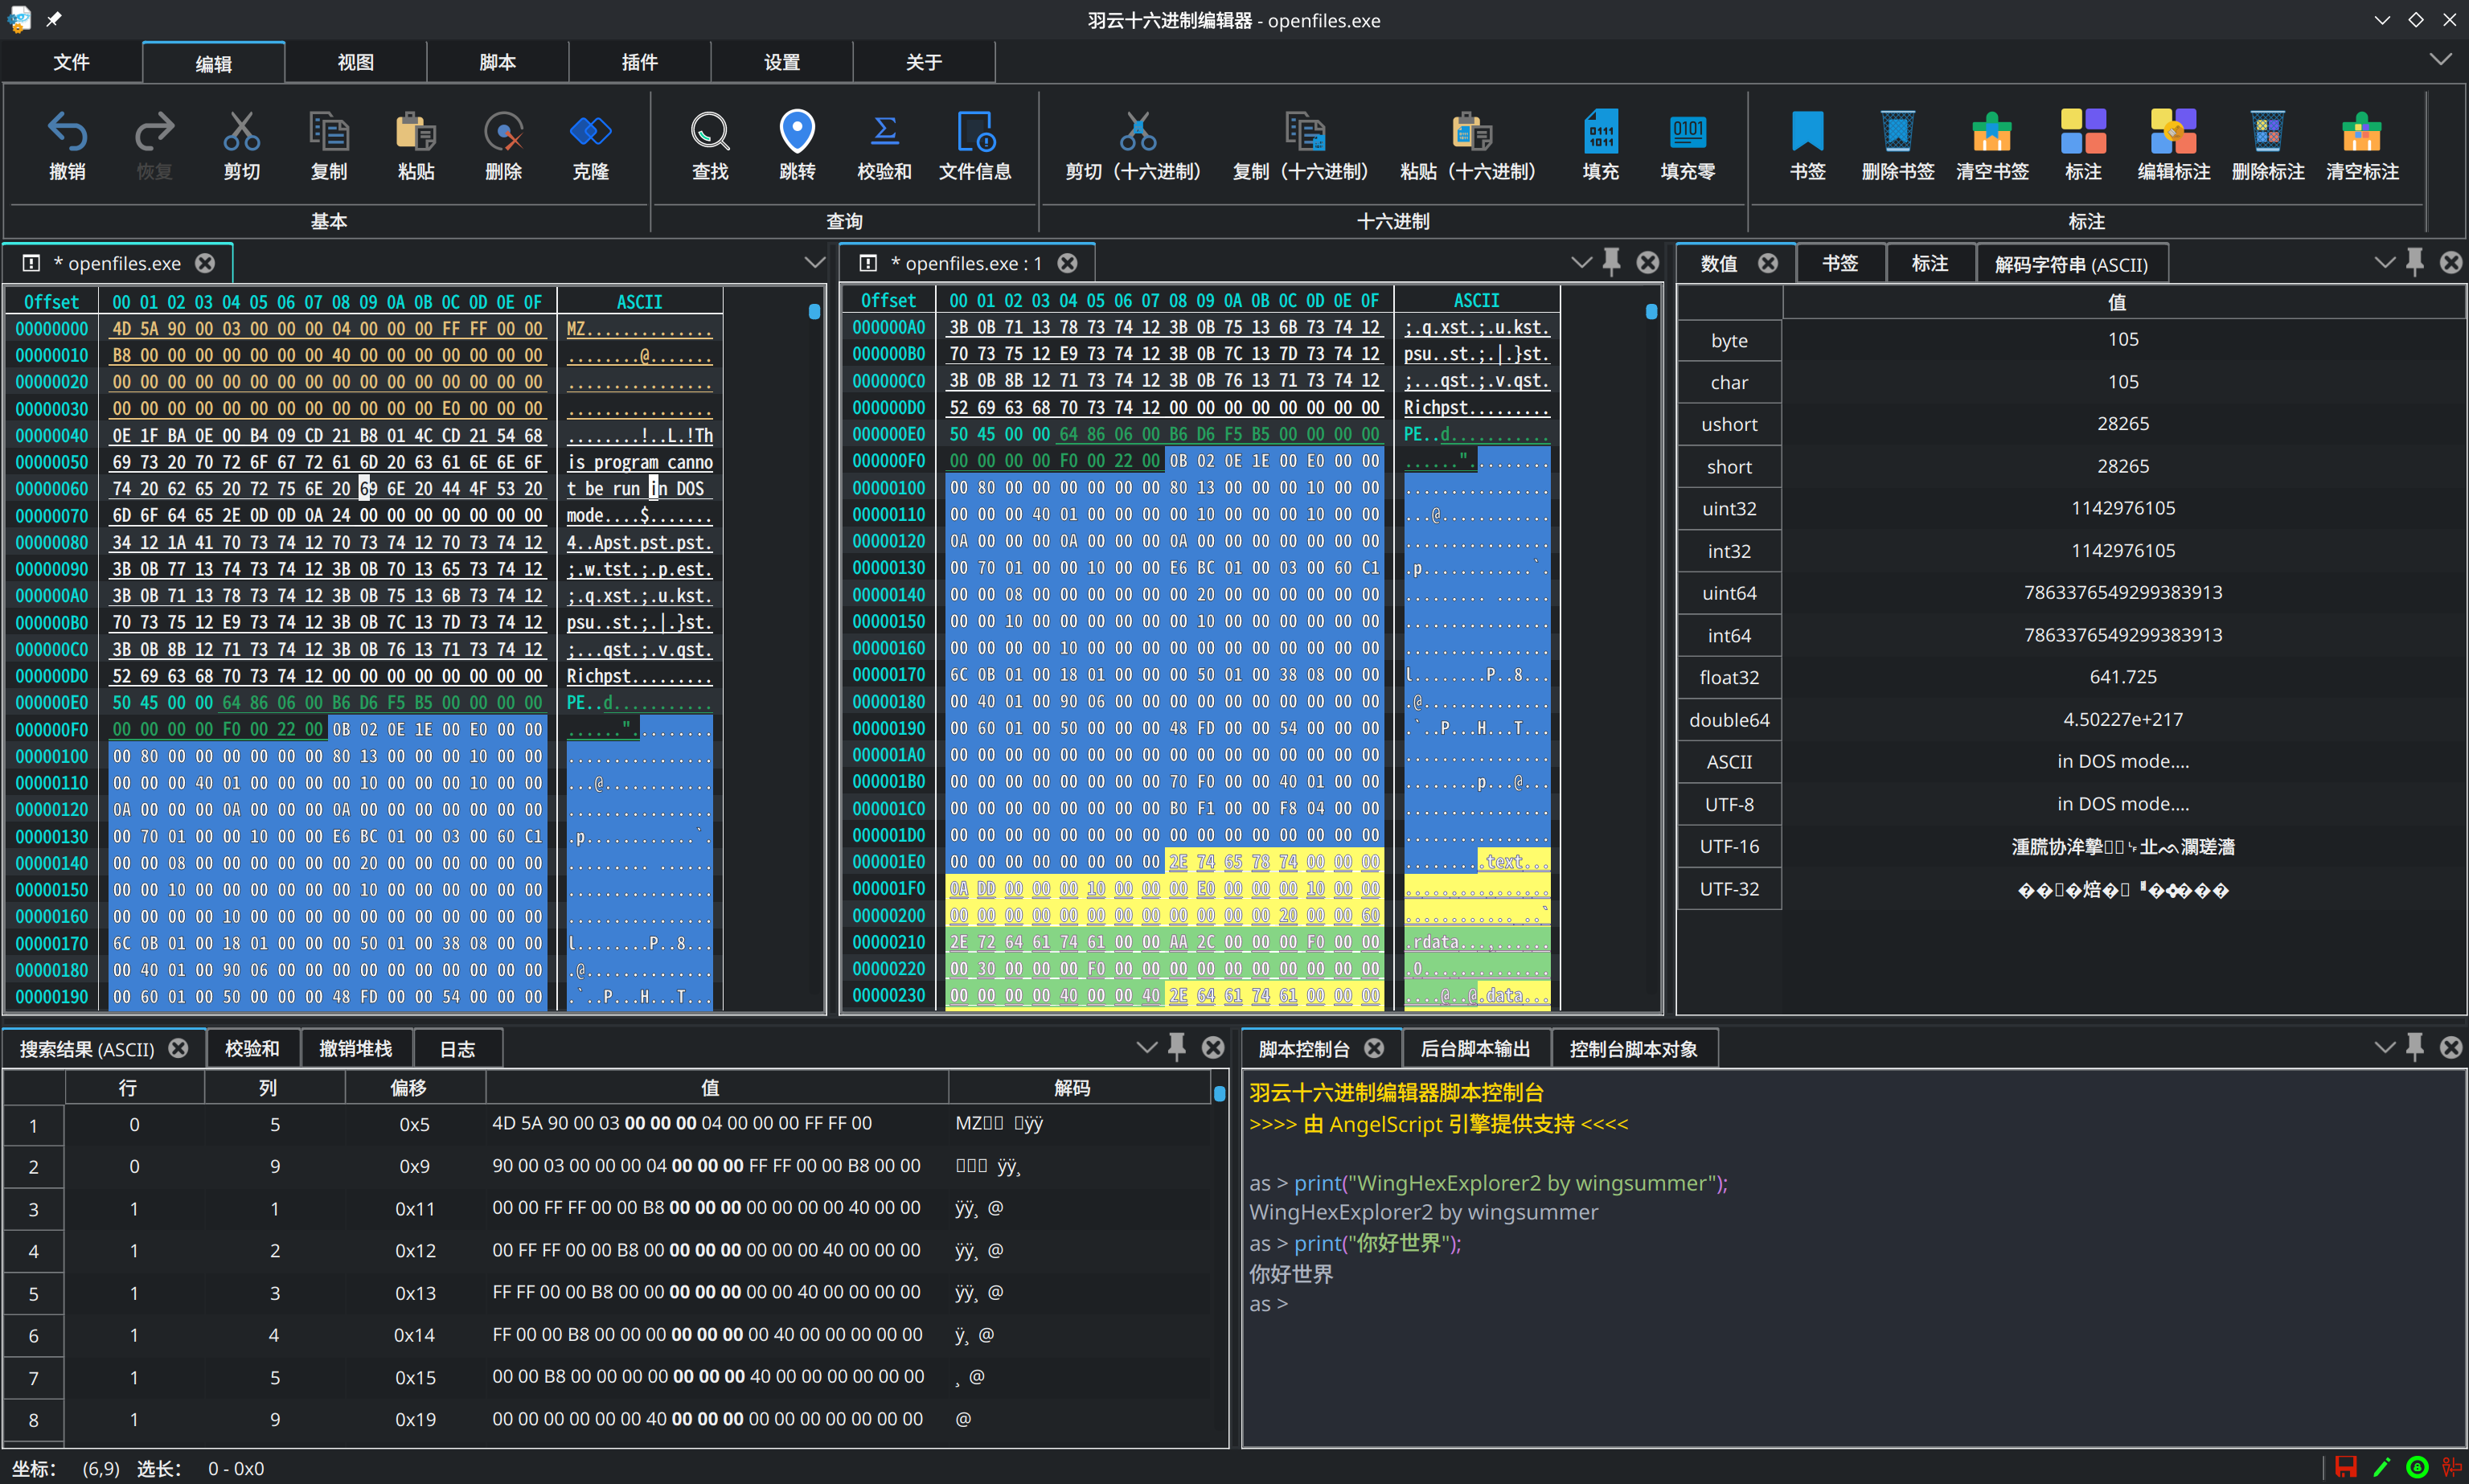 羽云十六进制编辑器 - openfiles.exe
文件 编辑 视图 脚本 插件 设置 关于
撤销 恢复 剪切 复制 粘贴 删除 克隆 查找 跳转 校验和 文件信息 剪切（十六进制） 复制（十六进制） 粘贴（十六进制） 填充 填充零 书签 删除书签 清空书签 标注 编辑标注 删除标注 清空标注
基本 查询 十六进制 标注
* openfiles.exe
Offset 00 01 02 03 04 05 06 07 08 09 0A 0B 0C 0D 0E 0F ASCII
00000000 4D 5A 90 00 03 00 00 00 04 00 00 00 FF FF 00 00 MZ..............
00000010 B8 00 00 00 00 00 00 00 40 00 00 00 00 00 00 00 ........@.......
00000020 00 00 00 00 00 00 00 00 00 00 00 00 00 00 00 00 ................
00000030 00 00 00 00 00 00 00 00 00 00 00 00 E0 00 00 00 ................
00000040 0E 1F BA 0E 00 B4 09 CD 21 B8 01 4C CD 21 54 68 ........!..L.!Th
00000050 69 73 20 70 72 6F 67 72 61 6D 20 63 61 6E 6E 6F is program canno
00000060 74 20 62 65 20 72 75 6E 20 69 6E 20 44 4F 53 20 t be run in DOS
00000070 6D 6F 64 65 2E 0D 0D 0A 24 00 00 00 00 00 00 00 mode....$.......
00000080 34 12 1A 41 70 73 74 12 70 73 74 12 70 73 74 12 4..Apst.pst.pst.
00000090 3B 0B 77 13 74 73 74 12 3B 0B 70 13 65 73 74 12 ;.w.tst.;.p.est.
000000A0 3B 0B 71 13 78 73 74 12 3B 0B 75 13 6B 73 74 12 ;.q.xst.;.u.kst.
000000B0 70 73 75 12 E9 73 74 12 3B 0B 7C 13 7D 73 74 12 psu..st.;.|.}st.
000000C0 3B 0B 8B 12 71 73 74 12 3B 0B 76 13 71 73 74 12 ;...qst.;.v.qst.
000000D0 52 69 63 68 70 73 74 12 00 00 00 00 00 00 00 00 Richpst.........
000000E0 50 45 00 00 64 86 06 00 B6 D6 F5 B5 00 00 00 00 PE..d...........
000000F0 00 00 00 00 F0 00 22 00 0B 02 0E 1E 00 E0 00 00 ......".........
00000100 00 80 00 00 00 00 00 00 80 13 00 00 00 10 00 00 ................
00000110 00 00 00 40 01 00 00 00 00 10 00 00 00 10 00 00 ...@............
00000120 0A 00 00 00 0A 00 00 00 0A 00 00 00 00 00 00 00 ................
00000130 00 70 01 00 00 10 00 00 E6 BC 01 00 03 00 60 C1 .p............`.
00000140 00 00 08 00 00 00 00 00 00 20 00 00 00 00 00 00 ......... ......
00000150 00 00 10 00 00 00 00 00 00 10 00 00 00 00 00 00 ................
00000160 00 00 00 00 10 00 00 00 00 00 00 00 00 00 00 00 ................
00000170 6C 0B 01 00 18 01 00 00 00 50 01 00 38 08 00 00 l........P..8...
00000180 00 40 01 00 90 06 00 00 00 00 00 00 00 00 00 00 .@..............
00000190 00 60 01 00 50 00 00 00 48 FD 00 00 54 00 00 00 .`..P...H...T...
* openfiles.exe : 1
Offset 00 01 02 03 04 05 06 07 08 09 0A 0B 0C 0D 0E 0F ASCII
000000A0 3B 0B 71 13 78 73 74 12 3B 0B 75 13 6B 73 74 12 ;.q.xst.;.u.kst.
000000B0 70 73 75 12 E9 73 74 12 3B 0B 7C 13 7D 73 74 12 psu..st.;.|.}st.
000000C0 3B 0B 8B 12 71 73 74 12 3B 0B 76 13 71 73 74 12 ;...qst.;.v.qst.
000000D0 52 69 63 68 70 73 74 12 00 00 00 00 00 00 00 00 Richpst.........
000000E0 50 45 00 00 64 86 06 00 B6 D6 F5 B5 00 00 00 00 PE..d...........
000000F0 00 00 00 00 F0 00 22 00 0B 02 0E 1E 00 E0 00 00 ......".........
00000100 00 80 00 00 00 00 00 00 80 13 00 00 00 10 00 00 ................
00000110 00 00 00 40 01 00 00 00 00 10 00 00 00 10 00 00 ...@............
00000120 0A 00 00 00 0A 00 00 00 0A 00 00 00 00 00 00 00 ................
00000130 00 70 01 00 00 10 00 00 E6 BC 01 00 03 00 60 C1 .p............`.
00000140 00 00 08 00 00 00 00 00 00 20 00 00 00 00 00 00 ......... ......
00000150 00 00 10 00 00 00 00 00 00 10 00 00 00 00 00 00 ................
00000160 00 00 00 00 10 00 00 00 00 00 00 00 00 00 00 00 ................
00000170 6C 0B 01 00 18 01 00 00 00 50 01 00 38 08 00 00 l........P..8...
00000180 00 40 01 00 90 06 00 00 00 00 00 00 00 00 00 00 .@..............
00000190 00 60 01 00 50 00 00 00 48 FD 00 00 54 00 00 00 .`..P...H...T...
000001A0 00 00 00 00 00 00 00 00 00 00 00 00 00 00 00 00 ................
000001B0 00 00 00 00 00 00 00 00 70 F0 00 00 40 01 00 00 ........p...@...
000001C0 00 00 00 00 00 00 00 00 B0 F1 00 00 F8 04 00 00 ................
000001D0 00 00 00 00 00 00 00 00 00 00 00 00 00 00 00 00 ................
000001E0 00 00 00 00 00 00 00 00 2E 74 65 78 74 00 00 00 .........text...
000001F0 0A DD 00 00 00 10 00 00 00 E0 00 00 00 10 00 00 ................
00000200 00 00 00 00 00 00 00 00 00 00 00 00 20 00 00 60 ............ ..`
00000210 2E 72 64 61 74 61 00 00 AA 2C 00 00 00 F0 00 00 .rdata...,......
00000220 00 30 00 00 00 F0 00 00 00 00 00 00 00 00 00 00 .0..............
00000230 00 00 00 00 40 00 00 40 2E 64 61 74 61 00 00 00 ....@..@.data...
数值 书签 标注 解码字符串 (ASCII)
值
byte 105
char 105
ushort 28265
short 28265
uint32 1142976105
int32 1142976105
uint64 7863376549299383913
int64 7863376549299383913
float32 641.725
double64 4.50227e+217
ASCII in DOS mode....
UTF-8 in DOS mode....
UTF-16
UTF-32
搜索结果 (ASCII) 校验和 撤销堆栈 日志
行 列 偏移 值 解码
1 0 5 0x5 4D 5A 90 00 03 00 00 00 04 00 00 00 FF FF 00 MZ ÿÿ
2 0 9 0x9 90 00 03 00 00 00 04 00 00 00 FF FF 00 00 B8 00 00 ÿÿ¸
3 1 1 0x11 00 00 FF FF 00 00 B8 00 00 00 00 00 00 00 40 00 00 ÿÿ¸ @
4 1 2 0x12 00 FF FF 00 00 B8 00 00 00 00 00 00 00 40 00 00 00 ÿÿ¸ @
5 1 3 0x13 FF FF 00 00 B8 00 00 00 00 00 00 00 40 00 00 00 00 ÿÿ¸ @
6 1 4 0x14 FF 00 00 B8 00 00 00 00 00 00 00 40 00 00 00 00 00 ÿ¸ @
7 1 5 0x15 00 00 B8 00 00 00 00 00 00 00 40 00 00 00 00 00 00 ¸ @
8 1 9 0x19 00 00 00 00 00 00 40 00 00 00 00 00 00 00 00 00 00 @
脚本控制台 后台脚本输出 控制台脚本对象
羽云十六进制编辑器脚本控制台
>>>> 由 AngelScript 引擎提供支持 <<<<
as > print("WingHexExplorer2 by wingsummer");
WingHexExplorer2 by wingsummer
as > print("你好世界");
你好世界
as >
坐标： (6,9) 选长： 0 - 0x0